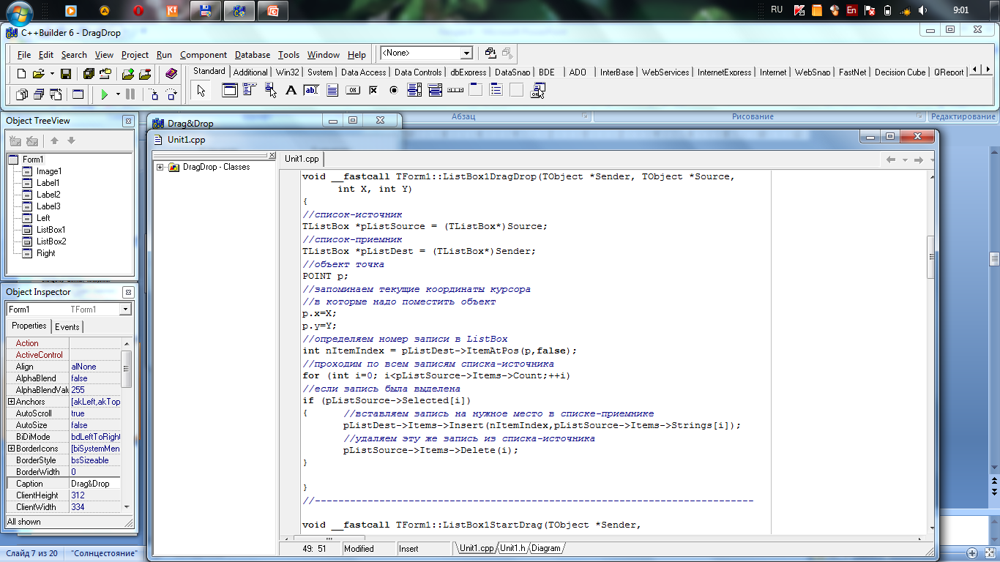 RU En 9:01
C++Builder 6 - DragDrop
File Edit Search View Project Run Component Database Tools Window Help <None>
Standard Additional Win32 System Data Access Data Controls dbExpress DataSnap BDE ADO InterBase WebServices InternetExpress Internet WebSnap FastNet Decision Cube QReport
Абзац Рисование Редактирование
Object TreeView
Form1
Image1
Label1
Label2
Label3
Left
ListBox1
ListBox2
Right
Object Inspector
Form1 TForm1
Properties Events
Action
ActiveControl
Align alNone
AlphaBlend false
AlphaBlendValu 255
Anchors [akLeft,akTop
AutoScroll true
AutoSize false
BiDiMode bdLeftToRight
BorderIcons [biSystemMen
BorderStyle bsSizeable
BorderWidth 0
Caption Drag&Drop
ClientHeight 312
ClientWidth 334
All shown
Drag&Drop
Unit1.cpp
DragDrop - Classes
Unit1.cpp
void __fastcall TForm1::ListBox1DragDrop(TObject *Sender, TObject *Source,
int X, int Y)
{
//список-источник
TListBox *pListSource = (TListBox*)Source;
//список-приемник
TListBox *pListDest = (TListBox*)Sender;
//объект точка
POINT p;
//запоминаем текущие координаты курсора
//в которые надо поместить объект
p.x=X;
p.y=Y;
//определяем номер записи в ListBox
int nItemIndex = pListDest->ItemAtPos(p,false);
//проходим по всем записям списка-источника
for (int i=0; i<pListSource->Items->Count;++i)
//если запись была выделена
if (pListSource->Selected[i])
{ //вставляем запись на нужное место в списке-приемнике
pListDest->Items->Insert(nItemIndex,pListSource->Items->Strings[i]);
//удаляем эту же запись из списка-источника
pListSource->Items->Delete(i);
}
}
//---------------------------------------------------------------------------
void __fastcall TForm1::ListBox1StartDrag(TObject *Sender,
49: 51 Modified Insert Unit1.cpp Unit1.h Diagram
Слайд 7 из 20 "Солнцестояние"